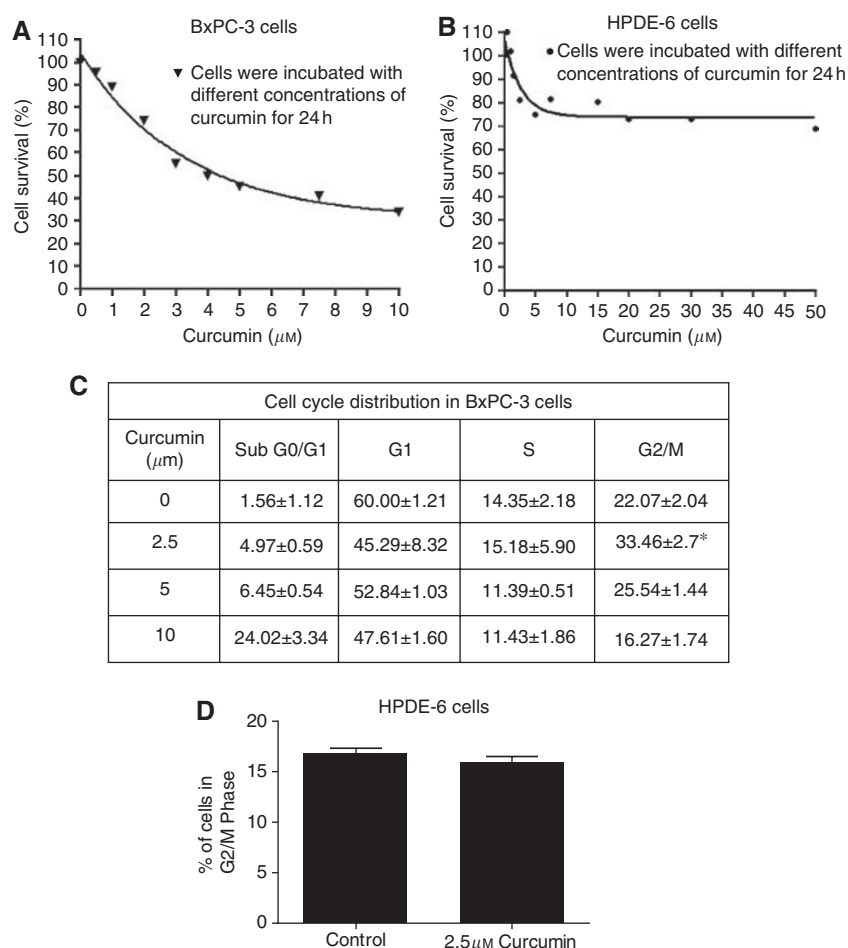 A
BxPC-3 cells
110
100
90
80
70
60
50
40
30
20
10
0
Cell survival (%)
▼ Cells were incubated with
different concentrations of
curcumin for 24 h
0 1 2 3 4 5 6 7 8 9 10
Curcumin (μM)
B
HPDE-6 cells
110
100
90
80
70
60
50
40
30
20
10
0
Cell survival (%)
• Cells were incubated with different
concentrations of curcumin for 24 h
0 5 10 15 20 25 30 35 40 45 50
Curcumin (μM)
C
Cell cycle distribution in BxPC-3 cells
Curcumin
(μm) Sub G0/G1 G1 S G2/M
0 1.56±1.12 60.00±1.21 14.35±2.18 22.07±2.04
2.5 4.97±0.59 45.29±8.32 15.18±5.90 33.46±2.7*
5 6.45±0.54 52.84±1.03 11.39±0.51 25.54±1.44
10 24.02±3.34 47.61±1.60 11.43±1.86 16.27±1.74
D
HPDE-6 cells
20
15
10
5
0
% of cells in
G2/M Phase
Control 2.5μM Curcumin